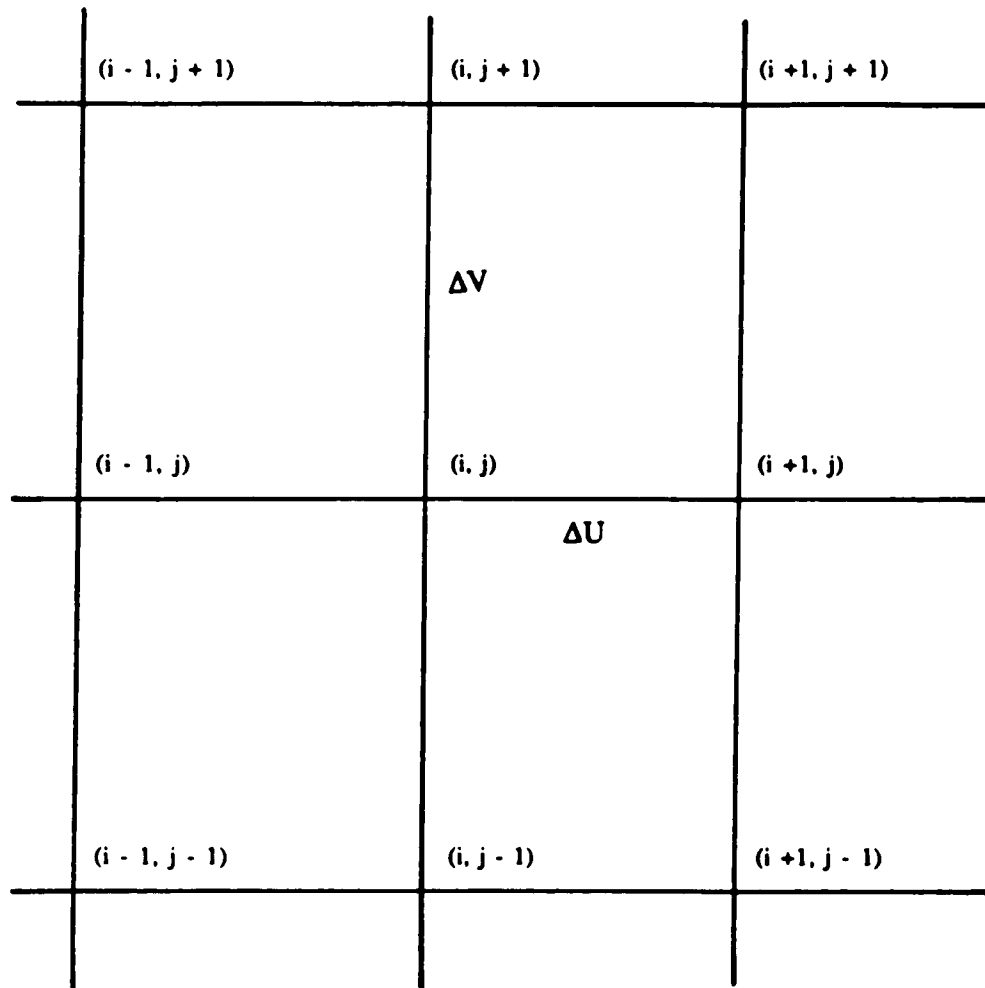 (i - 1, j + 1) (i, j + 1) (i +1, j + 1)
ΔV
(i - 1, j) (i, j) (i +1, j)
ΔU
(i - 1, j - 1) (i, j - 1) (i +1, j - 1)